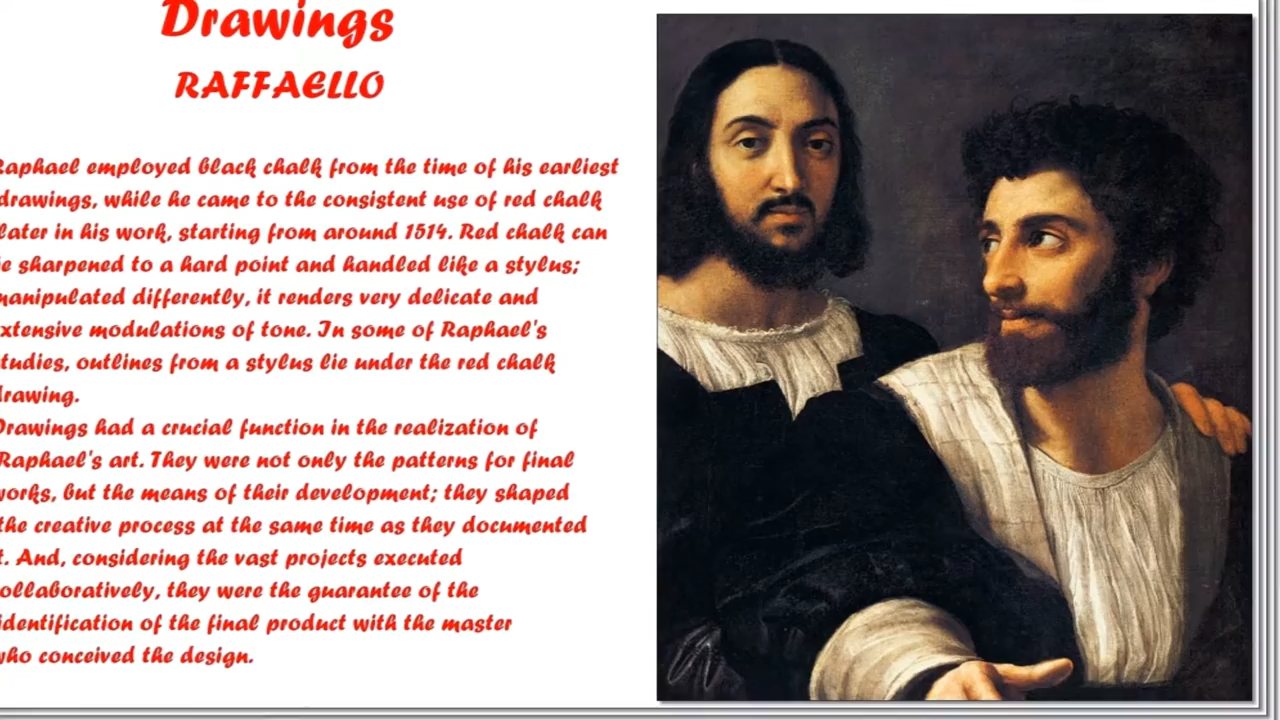 Drawings
RAFFAELLO
Raphael employed black chalk from the time of his earliest
drawings, while he came to the consistent use of red chalk
later in his work, starting from around 1514. Red chalk can
e sharpened to a hard point and handled like a stylus;
manipulated differently, it renders very delicate and
xtensive modulations of tone. In some of Raphael's
tudies, outlines from a stylus lie under the red chalk
drawing.
Drawings had a crucial function in the realization of
Raphael's art. They were not only the patterns for final
works, but the means of their development; they shaped
the creative process at the same time as they documented
t. And, considering the vast projects executed
ollaboratively, they were the guarantee of the
identification of the final product with the master
who conceived the design.